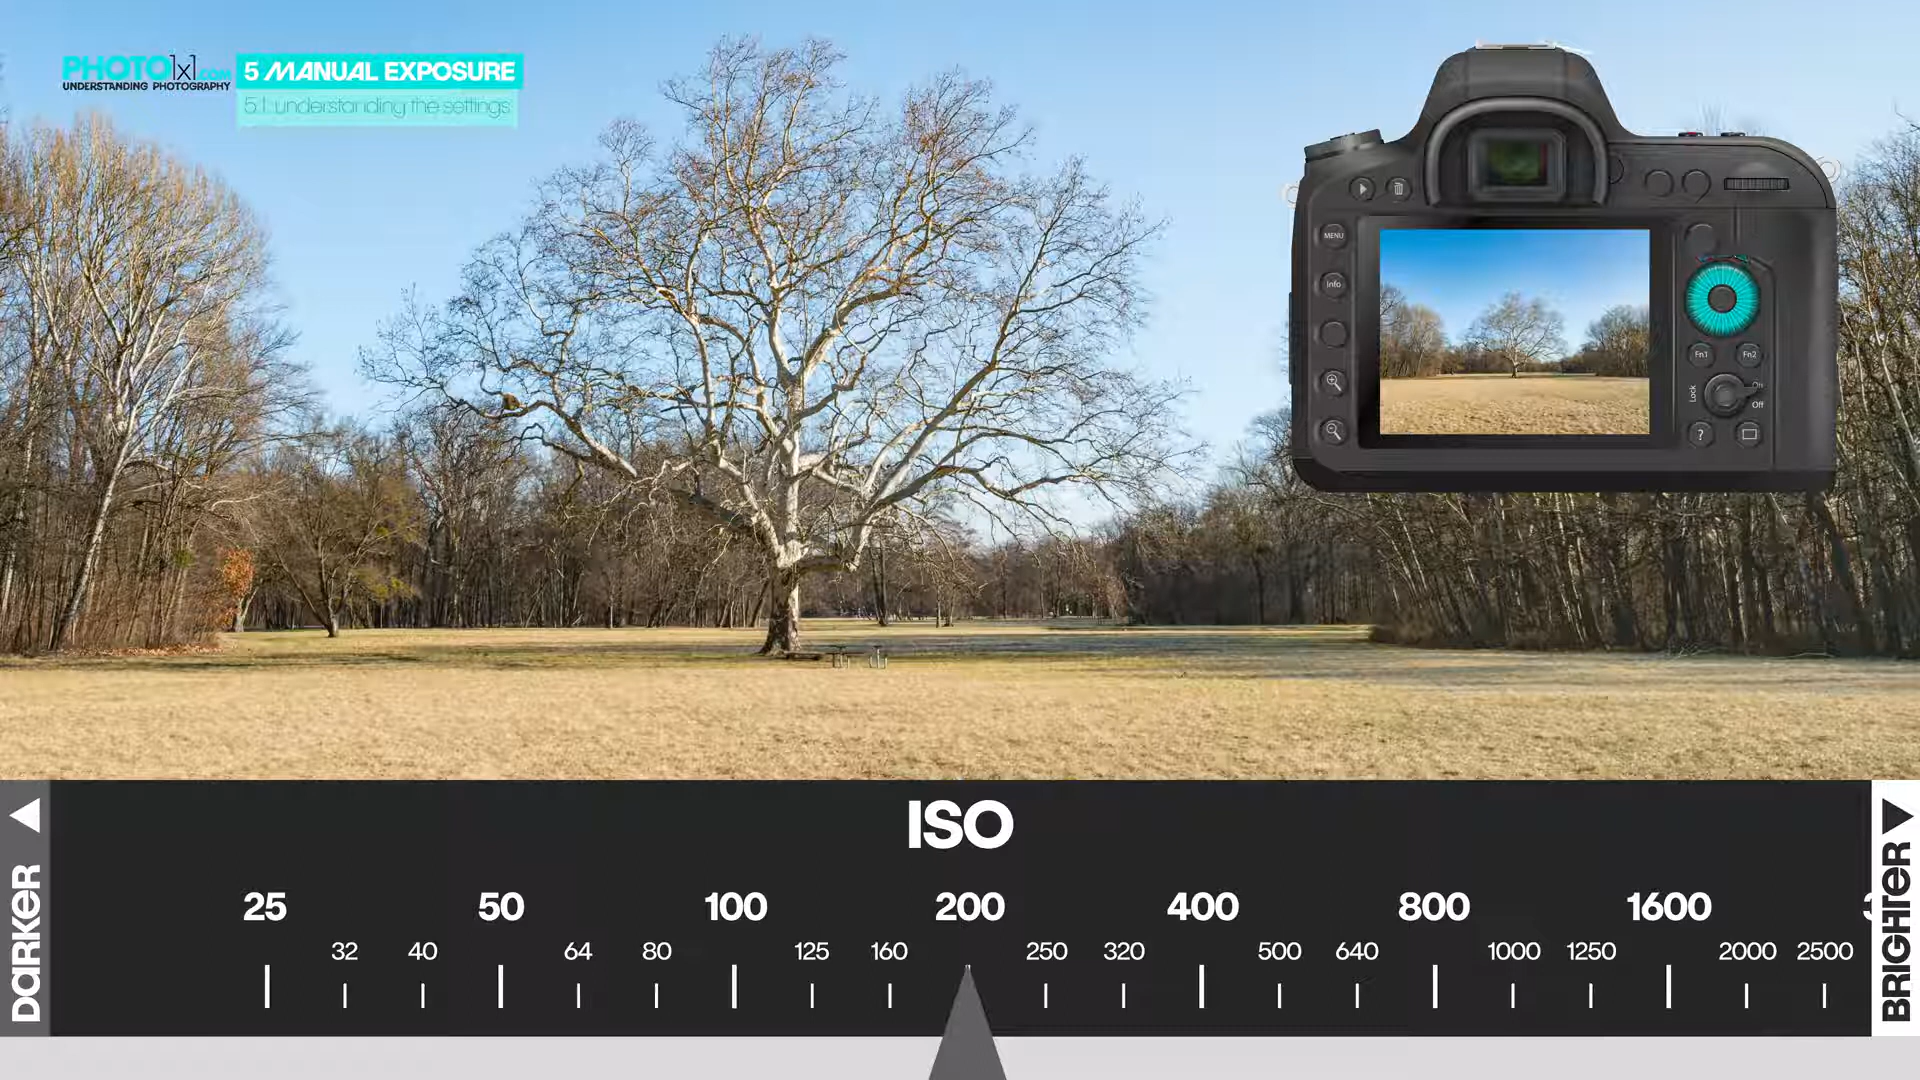 PHOTO[x].COM
UNDERSTANDING PHOTOGRAPHY
5 MANUAL EXPOSURE
5.1. understanding the settings
MENU
Info
Fn1
Fn2
Lock
On
Off
?
ISO
25 50 100 200 400 800 1600
32 40 64 80 125 160 250 320 500 640 1000 1250 2000 2500
DARKER
BRIGHTER